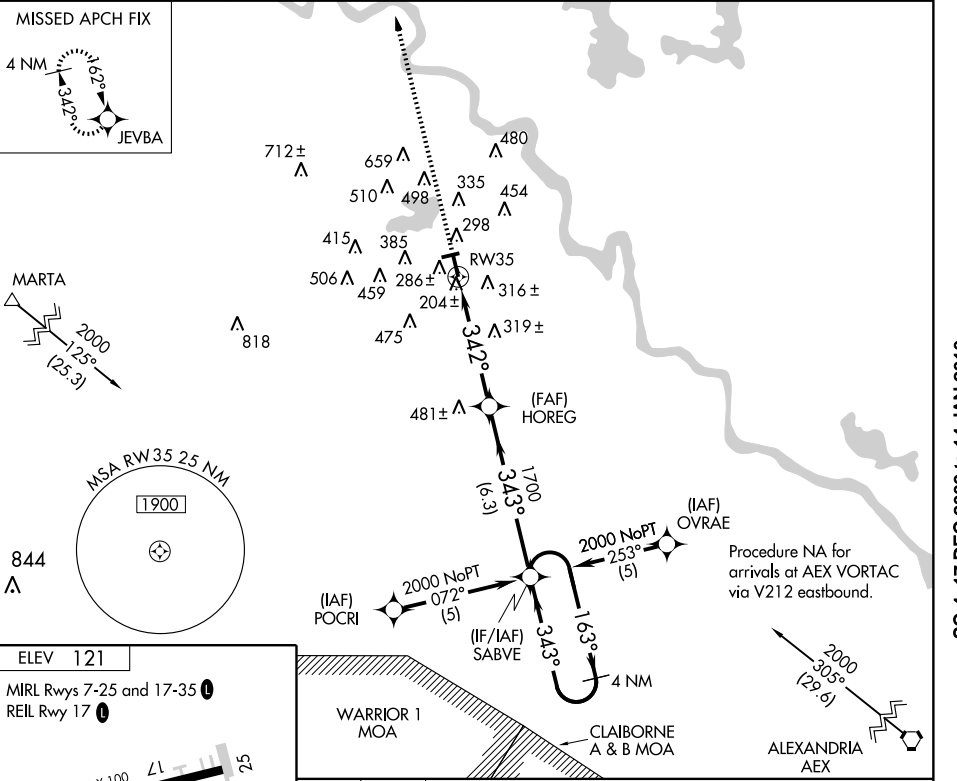 MISSED APCH FIX
4 NM
162°
342°
JEVBA
712±
659
480
510
498
335
454
298
415
385
RW35
506
459
286±
316±
204±
MARTA
2000
125°
(25.3)
818
475
319±
342°
481±
(FAF)
HOREG
MSA RW35 25 NM
1900
1700
343°
(6.3)
(IAF)
OVRAE
2000 NoPT
253°
(5)
Procedure NA for
arrivals at AEX VORTAC
via V212 eastbound.
844
2000 NoPT
072°
(5)
(IAF)
POCRI
(IF/IAF)
SABVE
343°
163°
4 NM
2000
305°
(29.6)
ELEV 121
MIRL Rwys 7-25 and 17-35 L
REIL Rwy 17 L
WARRIOR 1
MOA
CLAIBORNE
A & B MOA
ALEXANDRIA
AEX
X 100
17
25